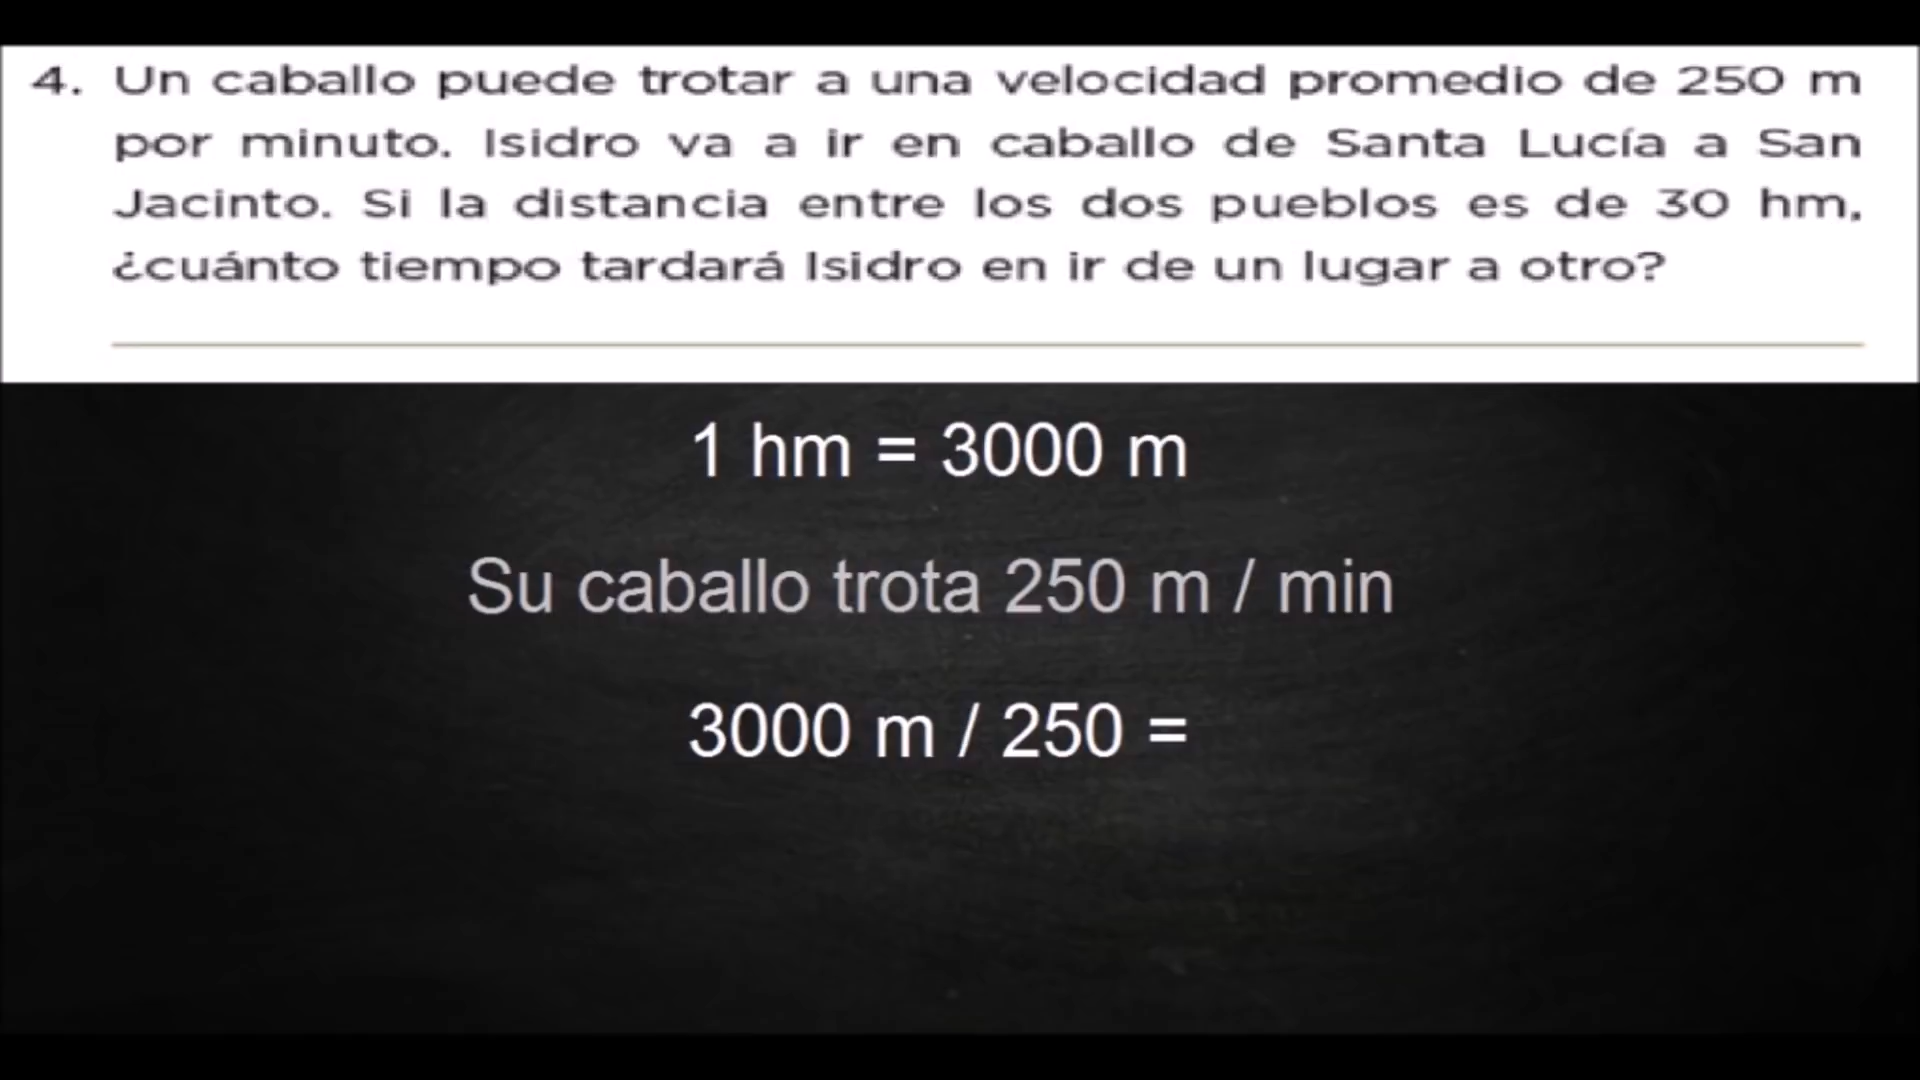 4. Un caballo puede trotar a una velocidad promedio de 250 m
por minuto. Isidro va a ir en caballo de Santa Lucía a San
Jacinto. Si la distancia entre los dos pueblos es de 30 hm,
¿cuánto tiempo tardará Isidro en ir de un lugar a otro?
1 hm = 3000 m
Su caballo trota 250 m / min
3000 m / 250 =